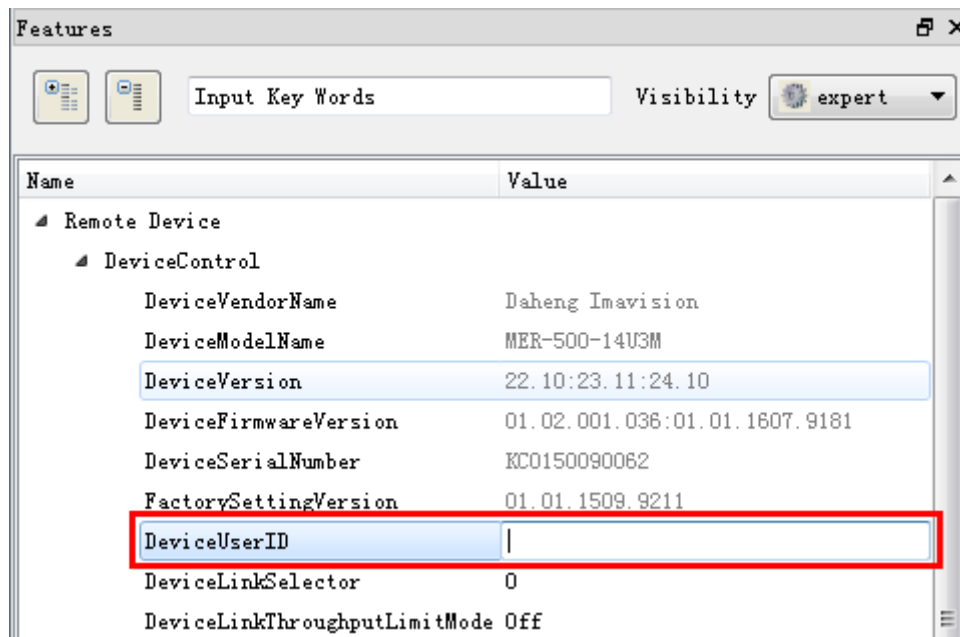 Features
Input Key Words Visibility expert
Name Value
Remote Device
DeviceControl
DeviceVendorName Daheng Imavision
DeviceModelName MER-500-14U3M
DeviceVersion 22.10:23.11:24.10
DeviceFirmwareVersion 01.02.001.036:01.01.1607.9181
DeviceSerialNumber KC0150090062
FactorySettingVersion 01.01.1509.9211
DeviceUserID
DeviceLinkSelector 0
DeviceLinkThroughputLimitMode Off